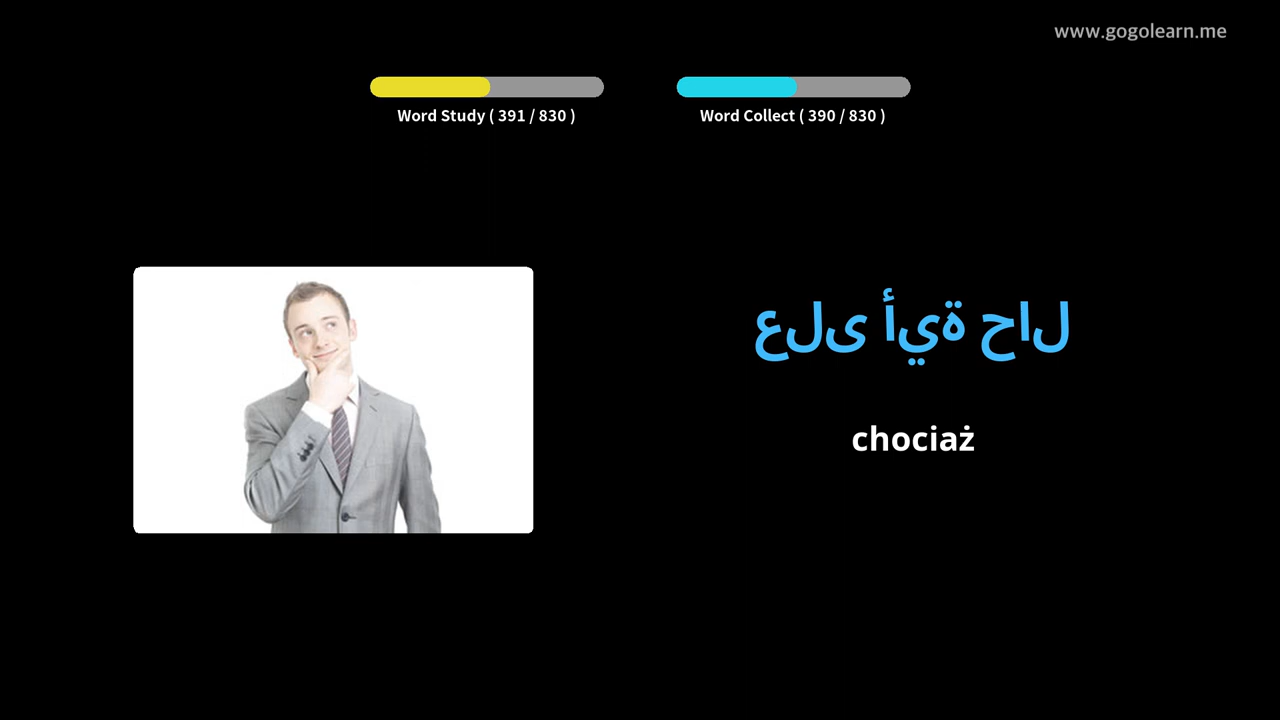 www.gogolearn.me
Word Study ( 391 / 830 )
Word Collect ( 390 / 830 )
على أية حال
chociaż